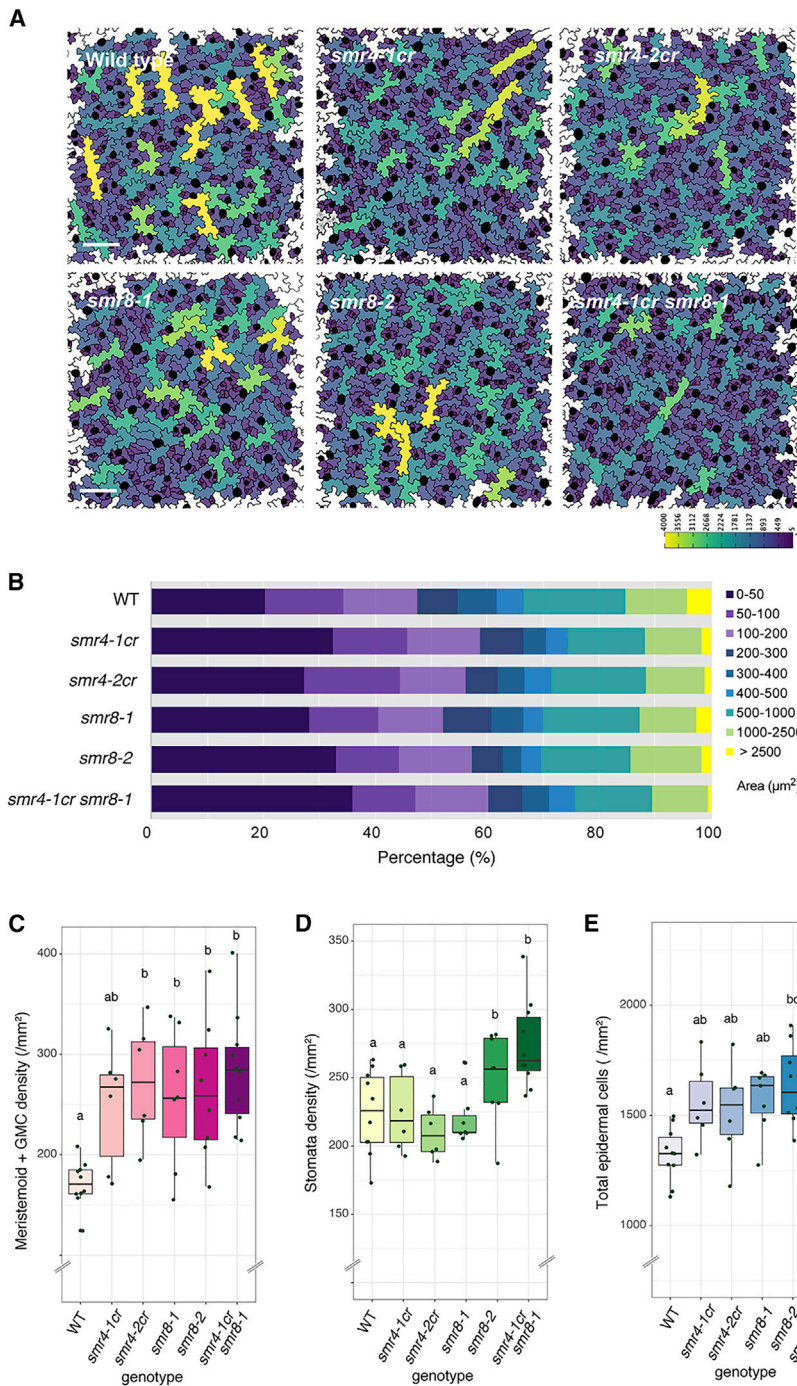 A
Wild type
smr4-1cr
smr4-2cr
smr8-1
smr8-2
smr4-1cr smr8-1
4000
3556
3112
2668
2224
1781
1337
893
449
5
B
WT
smr4-1cr
smr4-2cr
smr8-1
smr8-2
smr4-1cr smr8-1
0 20 40 60 80 100
Percentage (%)
0-50
50-100
100-200
200-300
300-400
400-500
500-1000
1000-2500
> 2500
Area (µm²
C
Meristemoid + GMC density (/mm²)
400
300
200
a
ab
b
b
b
b
WT
smr4-1cr
smr4-2cr
smr8-1
smr8-2
smr4-1cr
smr8-1
genotype
D
Stomata density (/mm²)
350
300
250
200
150
a
a
a
a
b
b
WT
smr4-1cr
smr4-2cr
smr8-1
smr8-2
smr4-1cr
smr8-1
genotype
E
Total epidermal cells ( /mm²)
2000
1500
1000
a
ab
ab
ab
WT
smr4-1cr
smr4-2cr
smr8-1
smr8-2
genotype